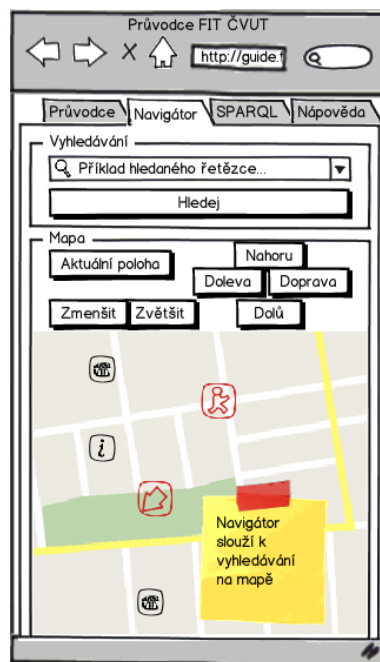 Průvodce FIT ČVUT
http://guide.f
Průvodce
Navigátor
SPARQL
Nápověda
Vyhledávání
Příklad hledaného řetězce...
Hledej
Mapa
Aktuální poloha
Nahoru
Doleva
Doprava
Zmenšit
Zvětšit
Dolů
i
Navigátor
slouží k
vyhledávání
na mapě